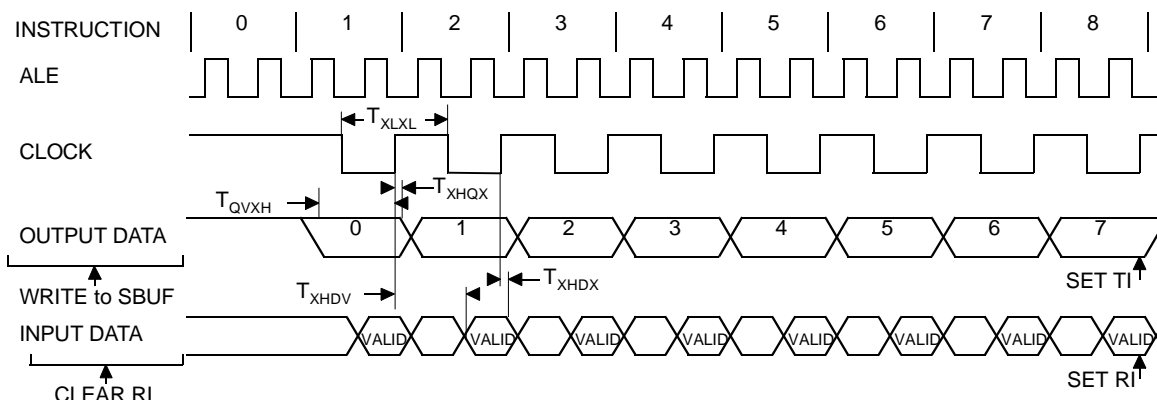 INSTRUCTION 0 1 2 3 4 5 6 7 8
ALE
TXLXL
CLOCK
TXHQX
TQVXH
OUTPUT DATA 0 1 2 3 4 5 6 7
TXHDX
SET TI
WRITE to SBUF
TXHDV
INPUT DATA VALID VALID VALID VALID VALID VALID VALID VALID
SET RI
CLEAR RI